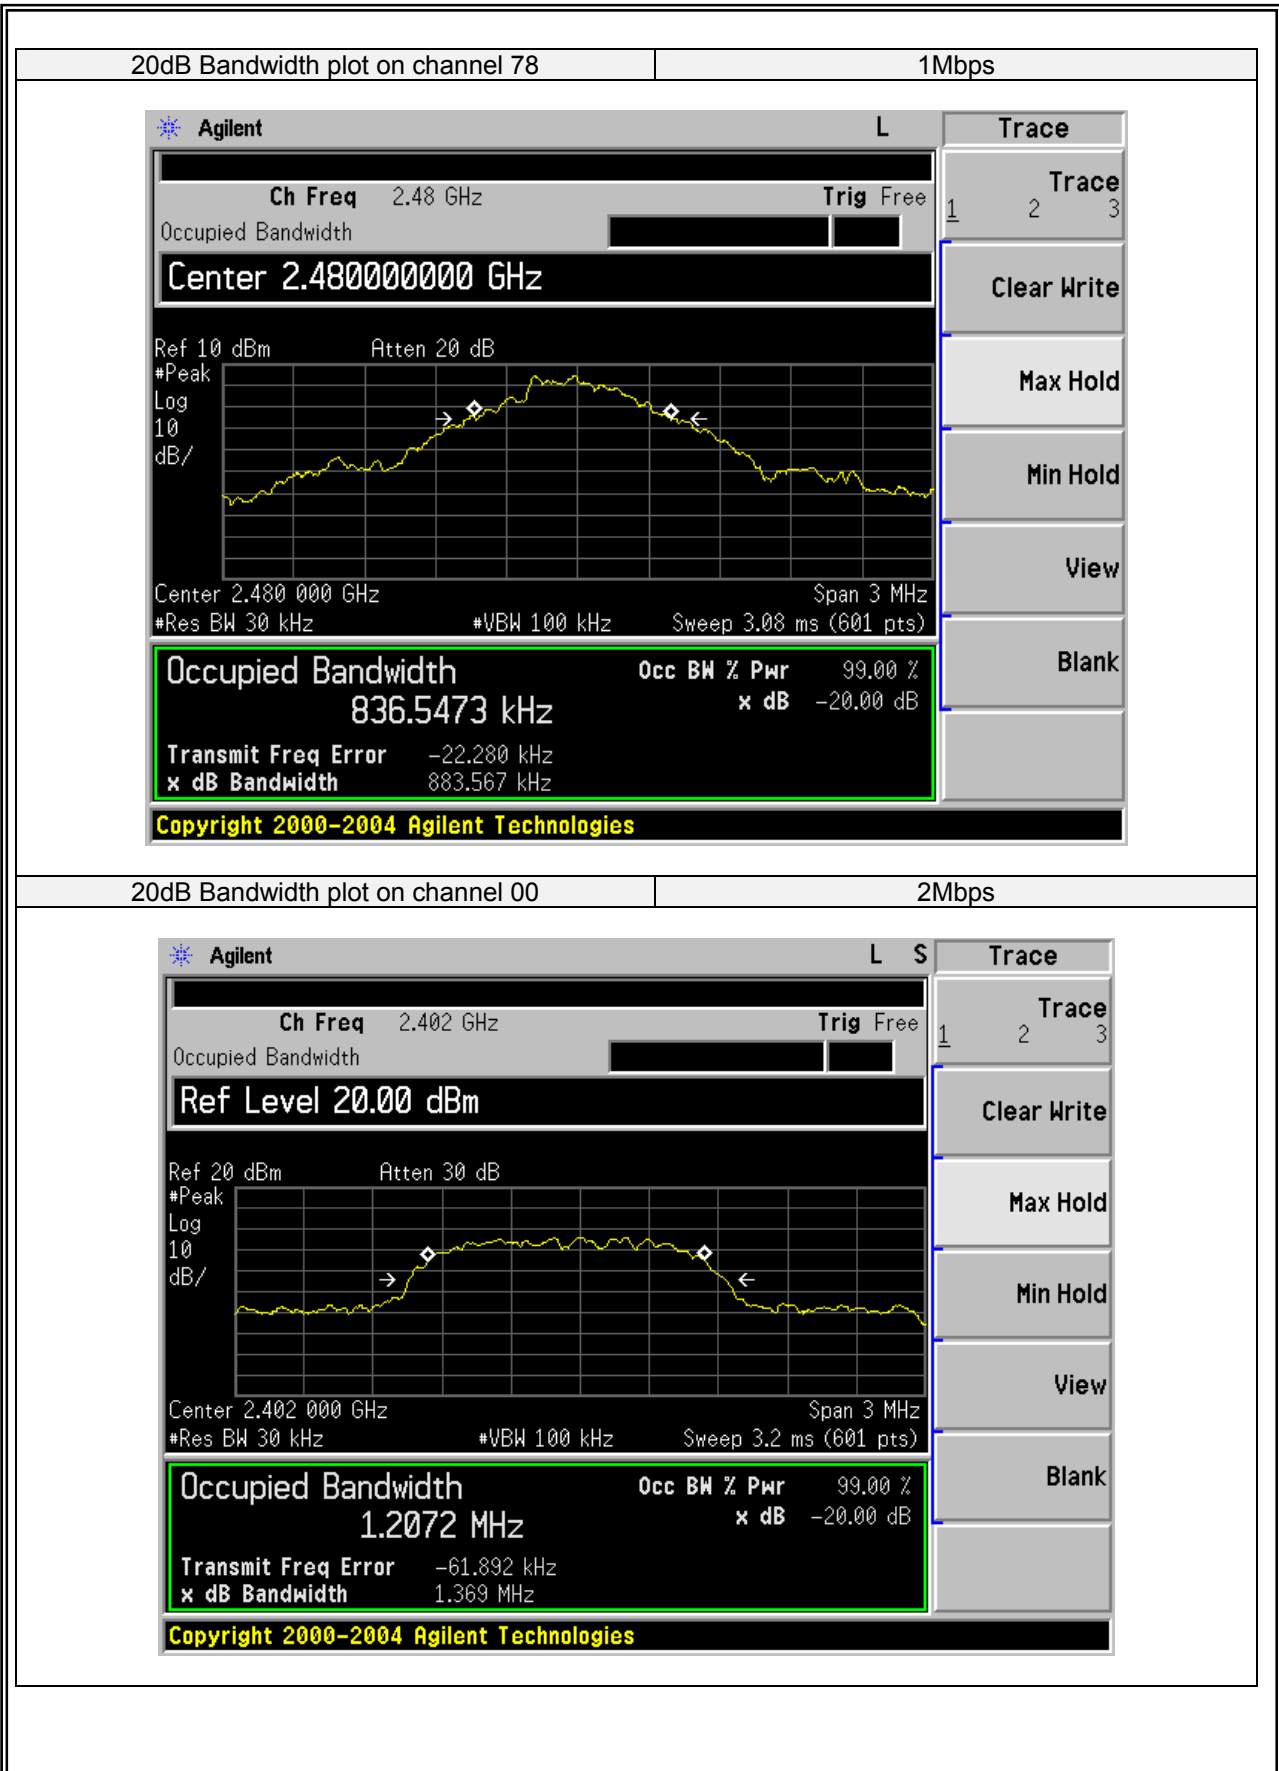 20dB Bandwidth plot on channel 78 1Mbps
Agilent L Trace
Ch Freq 2.48 GHz Trig Free
Occupied Bandwidth
Trace
1 2 3
Center 2.480000000 GHz
Clear Write
Ref 10 dBm Atten 20 dB
#Peak
Log
10
dB/
Max Hold
Min Hold
View
Center 2.480 000 GHz Span 3 MHz
#Res BW 30 kHz #VBW 100 kHz Sweep 3.08 ms (601 pts)
Occupied Bandwidth Occ BW % Pwr 99.00 %
836.5473 kHz x dB -20.00 dB
Blank
Transmit Freq Error -22.280 kHz
x dB Bandwidth 883.567 kHz
Copyright 2000-2004 Agilent Technologies
20dB Bandwidth plot on channel 00 2Mbps
Agilent L S Trace
Ch Freq 2.402 GHz Trig Free
Occupied Bandwidth
Trace
1 2 3
Ref Level 20.00 dBm
Clear Write
Ref 20 dBm Atten 30 dB
#Peak
Log
10
dB/
Max Hold
Min Hold
View
Center 2.402 000 GHz Span 3 MHz
#Res BW 30 kHz #VBW 100 kHz Sweep 3.2 ms (601 pts)
Occupied Bandwidth Occ BW % Pwr 99.00 %
1.2072 MHz x dB -20.00 dB
Blank
Transmit Freq Error -61.892 kHz
x dB Bandwidth 1.369 MHz
Copyright 2000-2004 Agilent Technologies